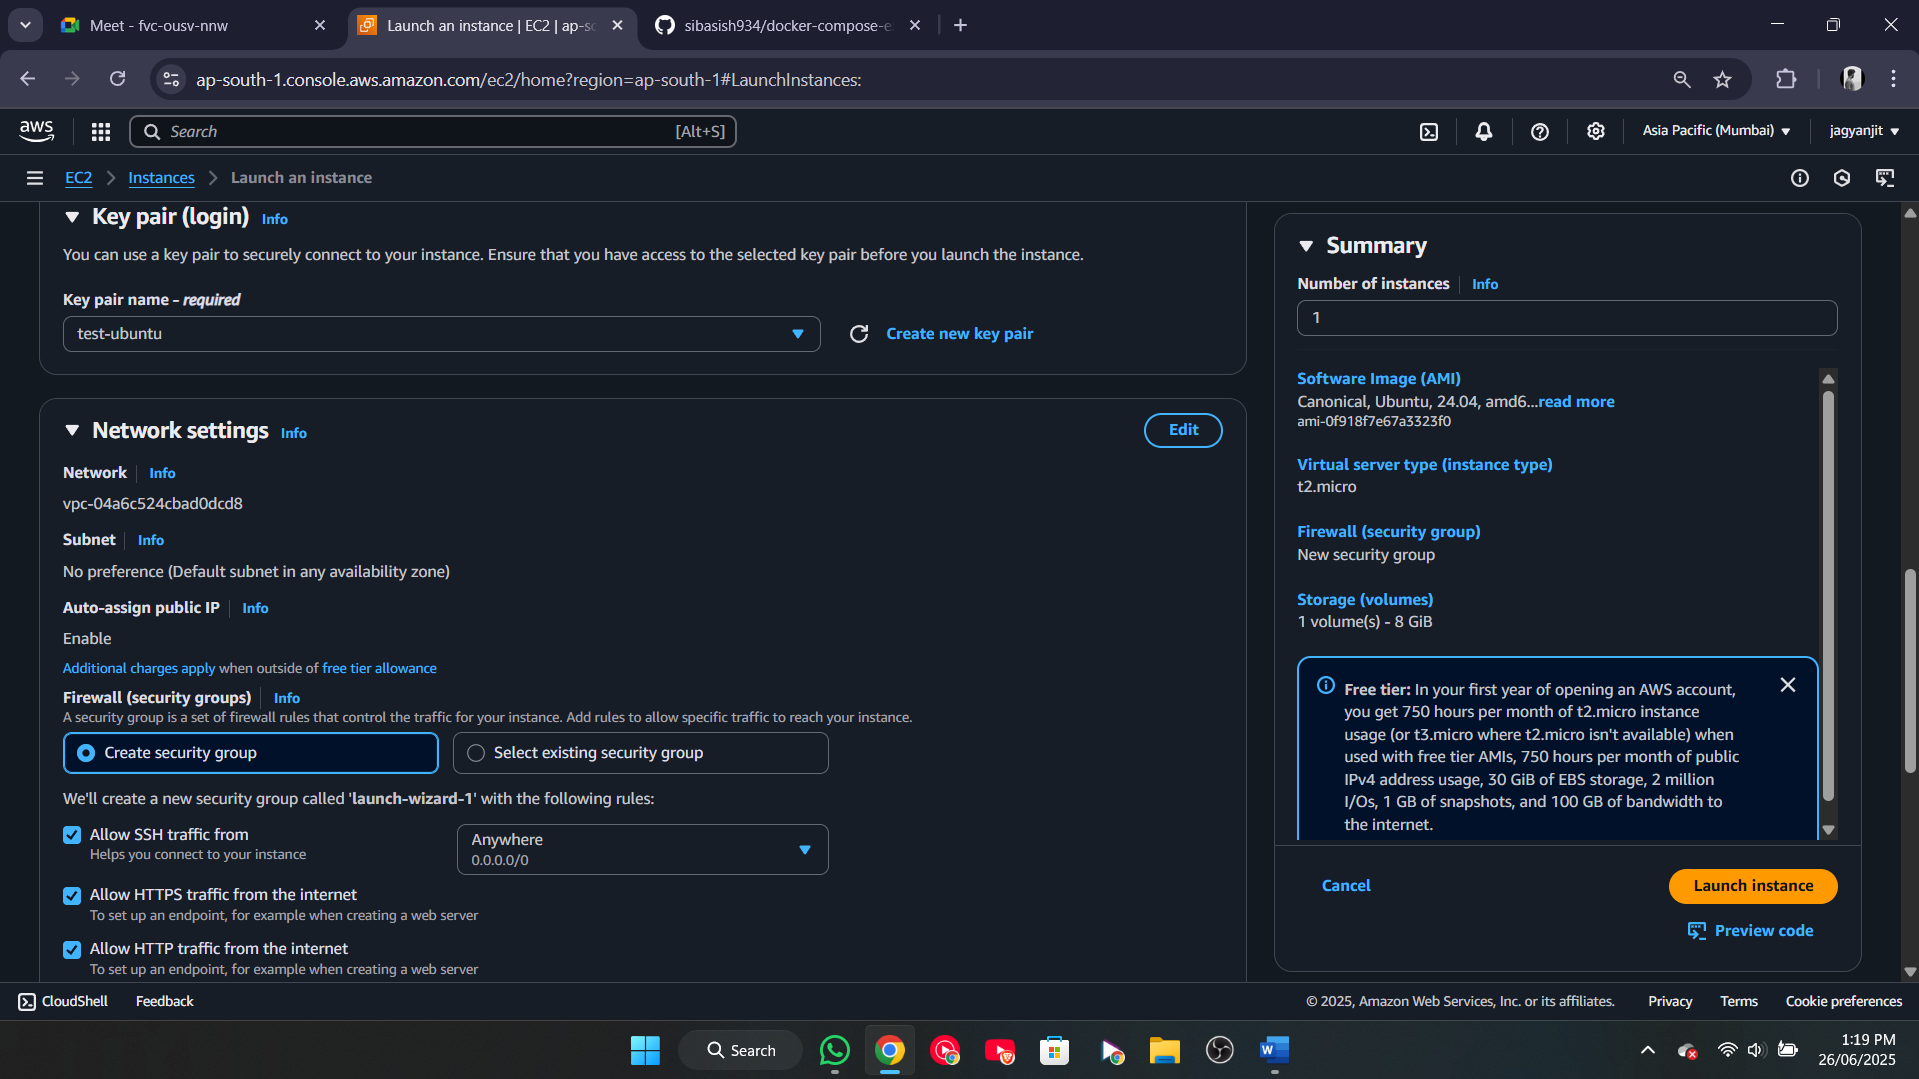 Meet - fvc-ousv-nnw
Launch an instance | EC2 | ap-so
sibasish934/docker-compose-e
ap-south-1.console.aws.amazon.com/ec2/home?region=ap-south-1#LaunchInstances:
aws
Search
[Alt+S]
Asia Pacific (Mumbai)
jagyanjit
EC2
Instances
Launch an instance
Key pair (login)
Info
You can use a key pair to securely connect to your instance. Ensure that you have access to the selected key pair before you launch the instance.
Key pair name - required
test-ubuntu
Create new key pair
Network settings
Info
Edit
Network
Info
vpc-04a6c524cbad0dcd8
Subnet
Info
No preference (Default subnet in any availability zone)
Auto-assign public IP
Info
Enable
Additional charges apply when outside of free tier allowance
Firewall (security groups)
Info
A security group is a set of firewall rules that control the traffic for your instance. Add rules to allow specific traffic to reach your instance.
Create security group
Select existing security group
We'll create a new security group called 'launch-wizard-1' with the following rules:
Allow SSH traffic from
Helps you connect to your instance
Anywhere
0.0.0.0/0
Allow HTTPS traffic from the internet
To set up an endpoint, for example when creating a web server
Allow HTTP traffic from the internet
To set up an endpoint, for example when creating a web server
Summary
Number of instances
Info
1
Software Image (AMI)
Canonical, Ubuntu, 24.04, amd6...read more
ami-0f918f7e67a3323f0
Virtual server type (instance type)
t2.micro
Firewall (security group)
New security group
Storage (volumes)
1 volume(s) - 8 GiB
Free tier: In your first year of opening an AWS account,
you get 750 hours per month of t2.micro instance
usage (or t3.micro where t2.micro isn't available) when
used with free tier AMIs, 750 hours per month of public
IPv4 address usage, 30 GiB of EBS storage, 2 million
I/Os, 1 GB of snapshots, and 100 GB of bandwidth to
the internet.
Cancel
Launch instance
Preview code
CloudShell
Feedback
© 2025, Amazon Web Services, Inc. or its affiliates.
Privacy
Terms
Cookie preferences
Search
1:19 PM
26/06/2025